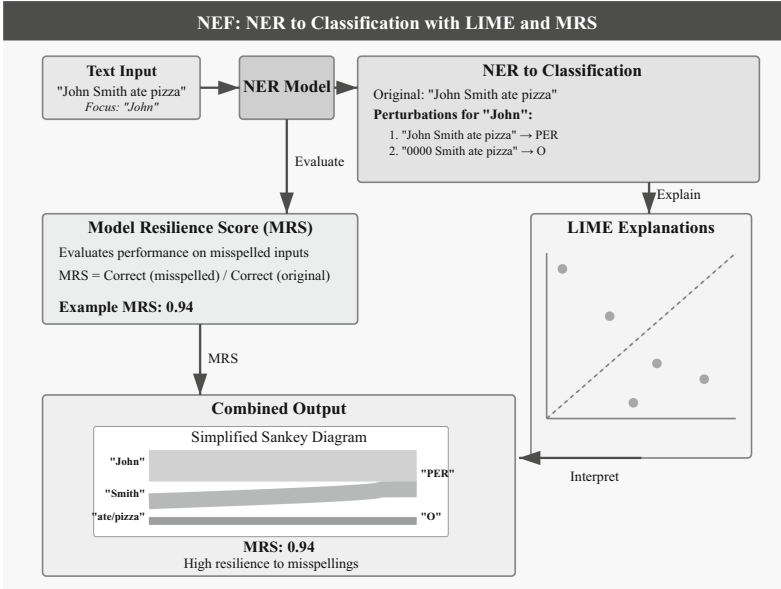 NEF: NER to Classification with LIME and MRS
Text Input
"John Smith ate pizza"
Focus: "John"
NER Model
NER to Classification
Original: "John Smith ate pizza"
Perturbations for "John":
1. "John Smith ate pizza" → PER
2. "0000 Smith ate pizza" → O
Evaluate
Explain
Model Resilience Score (MRS)
Evaluates performance on misspelled inputs
MRS = Correct (misspelled) / Correct (original)
Example MRS: 0.94
LIME Explanations
MRS
Combined Output
Simplified Sankey Diagram
"John"
"PER"
"Smith"
"ate/pizza"
"O"
MRS: 0.94
High resilience to misspellings
Interpret